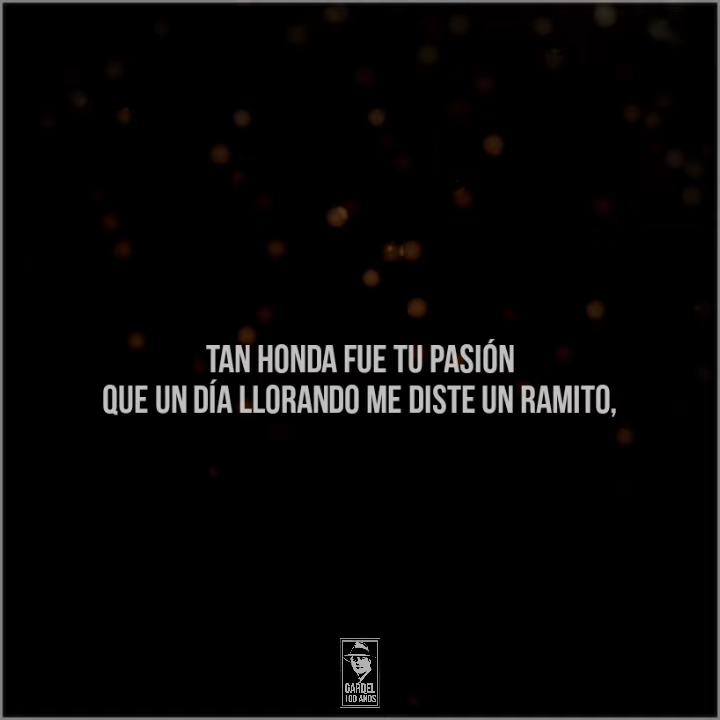 TAN HONDA FUE TU PASIÓN
QUE UN DÍA LLORANDO ME DISTE UN RAMITO,
GARDEL
100 AÑOS